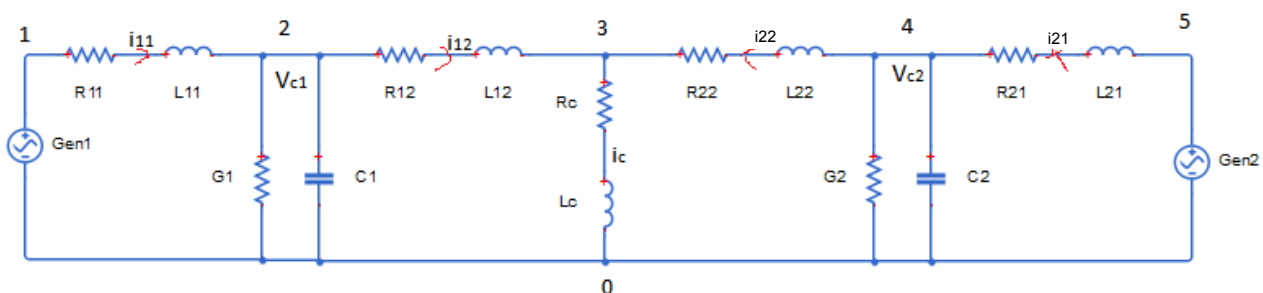 1 2 3 4 5
i11 i12 i22 i21
R11 L11 Vc1 R12 L12 Rc R22 L22 Vc2 R21 L21
Gen1 G1 C1 ic Lc G2 C2 Gen2
0